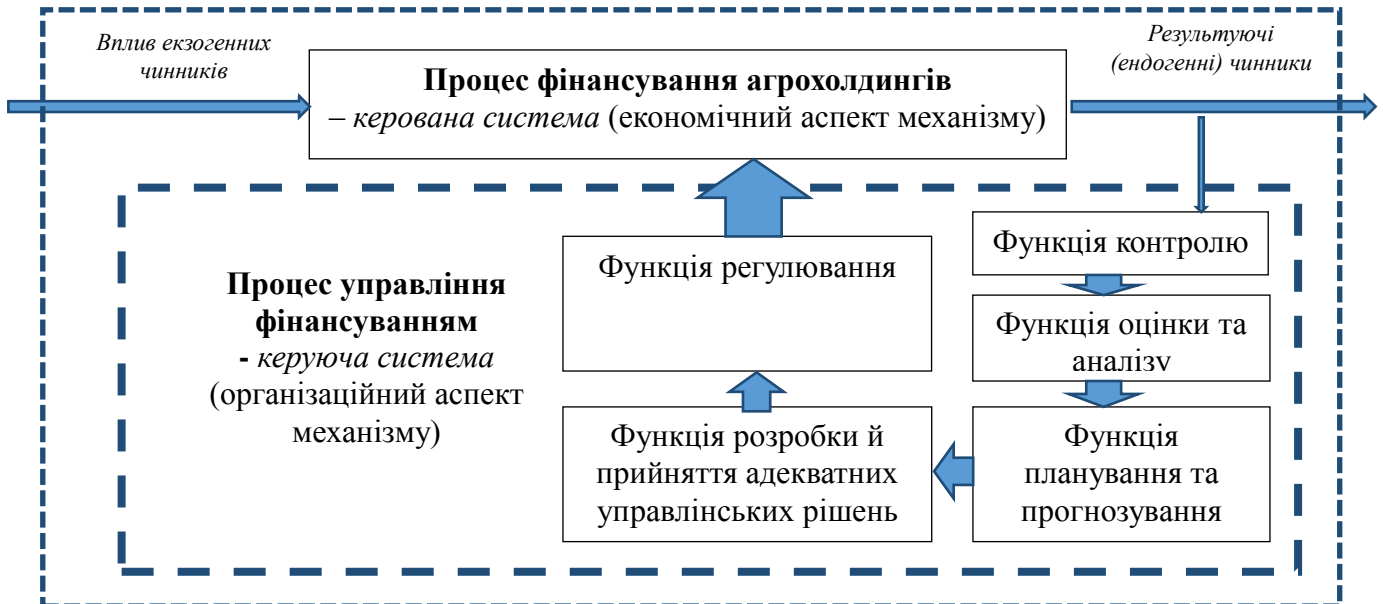 Вплив екзогенних
чинників
Результуючі
(ендогенні) чинники
Процес фінансування агрохолдингів
– керована система (економічний аспект механізму)
Процес управління
фінансуванням
- керуюча система
(організаційний аспект
механізму)
Функція регулювання
Функція контролю
Функція оцінки та
аналізу
Функція розробки й
прийняття адекватних
управлінських рішень
Функція
планування та
прогнозування